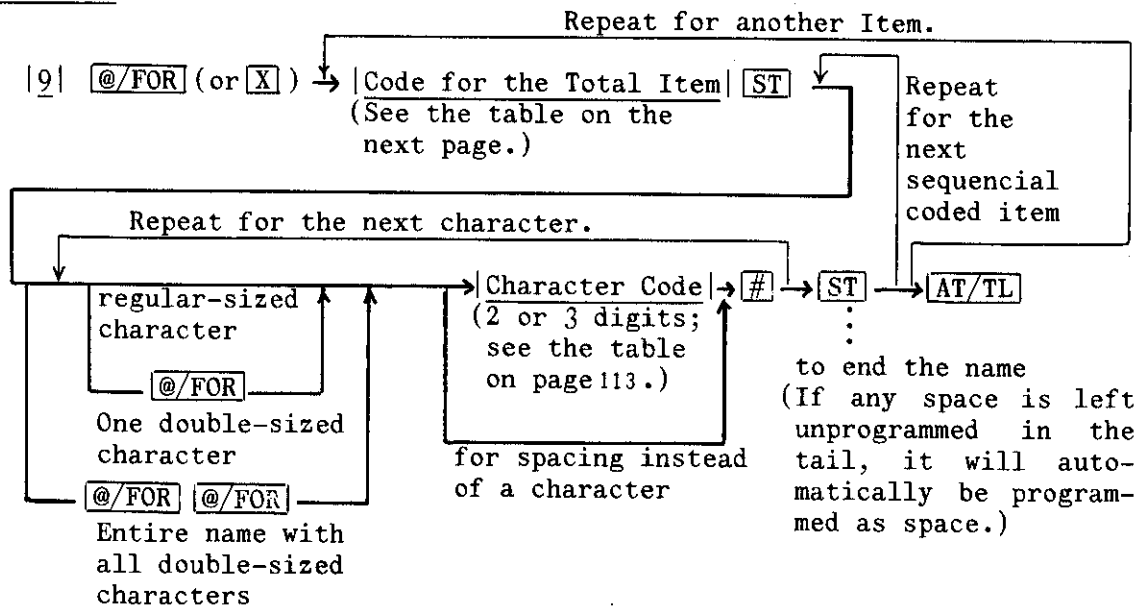 Repeat for another Item.
|9| @/FOR (or X) → |Code for the Total Item| ST
(See the table on the
next page.)
Repeat
for the
next
sequencial
coded item
Repeat for the next character.
regular-sized
character
@/FOR
One double-sized
character
@/FOR @/FOR
Entire name with
all double-sized
characters
|Character Code| → # → ST → AT/TL
(2 or 3 digits;
see the table
on page 113.)
for spacing instead
of a character
to end the name
(If any space is left
unprogrammed in the
tail, it will auto-
matically be program-
med as space.)